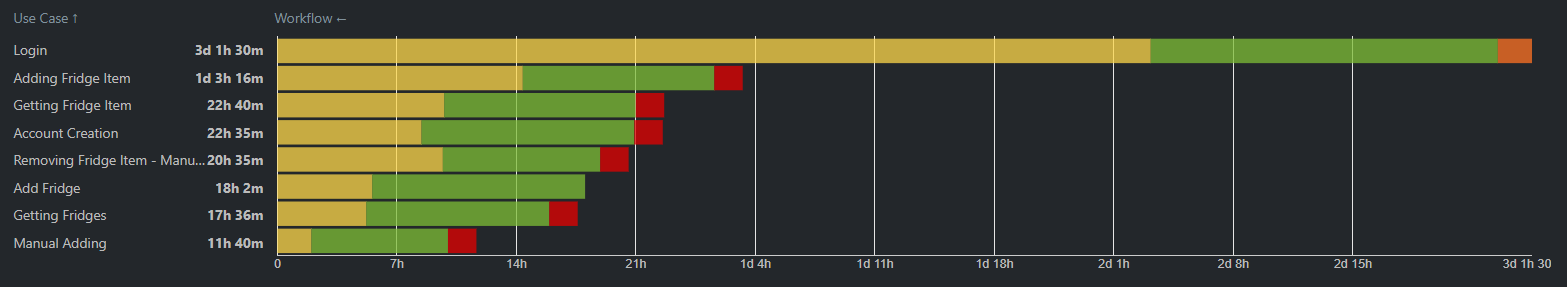 Use Case ↑ Workflow ←
Login 3d 1h 30m
Adding Fridge Item 1d 3h 16m
Getting Fridge Item 22h 40m
Account Creation 22h 35m
Removing Fridge Item - Manu... 20h 35m
Add Fridge 18h 2m
Getting Fridges 17h 36m
Manual Adding 11h 40m
0 7h 14h 21h 1d 4h 1d 11h 1d 18h 2d 1h 2d 8h 2d 15h 3d 1h 30